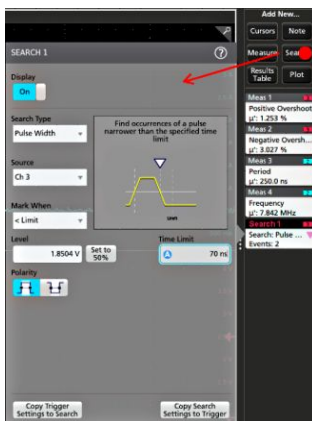 SEARCH 1
Display
On
Search Type
Pulse Width
Source
Ch 3
Mark When
< Limit
Level
1.8504 V
Set to
50%
Polarity
Find occurrences of a pulse
narrower than the specified time
limit
Limit
Time Limit
70 ns
Copy Trigger
Settings to Search
Copy Search
Settings to Trigger
Add New...
Cursors
Note
Measure
Results
Table
Plot
Meas 1
Positive Overshoot
µ': 1.253 %
Meas 2
Negative Oversh...
µ': 3.027 %
Meas 3
Period
µ': 250.0 ns
Meas 4
Frequency
µ': 7.842 MHz
Search 1
Search: Pulse ...
Events: 2